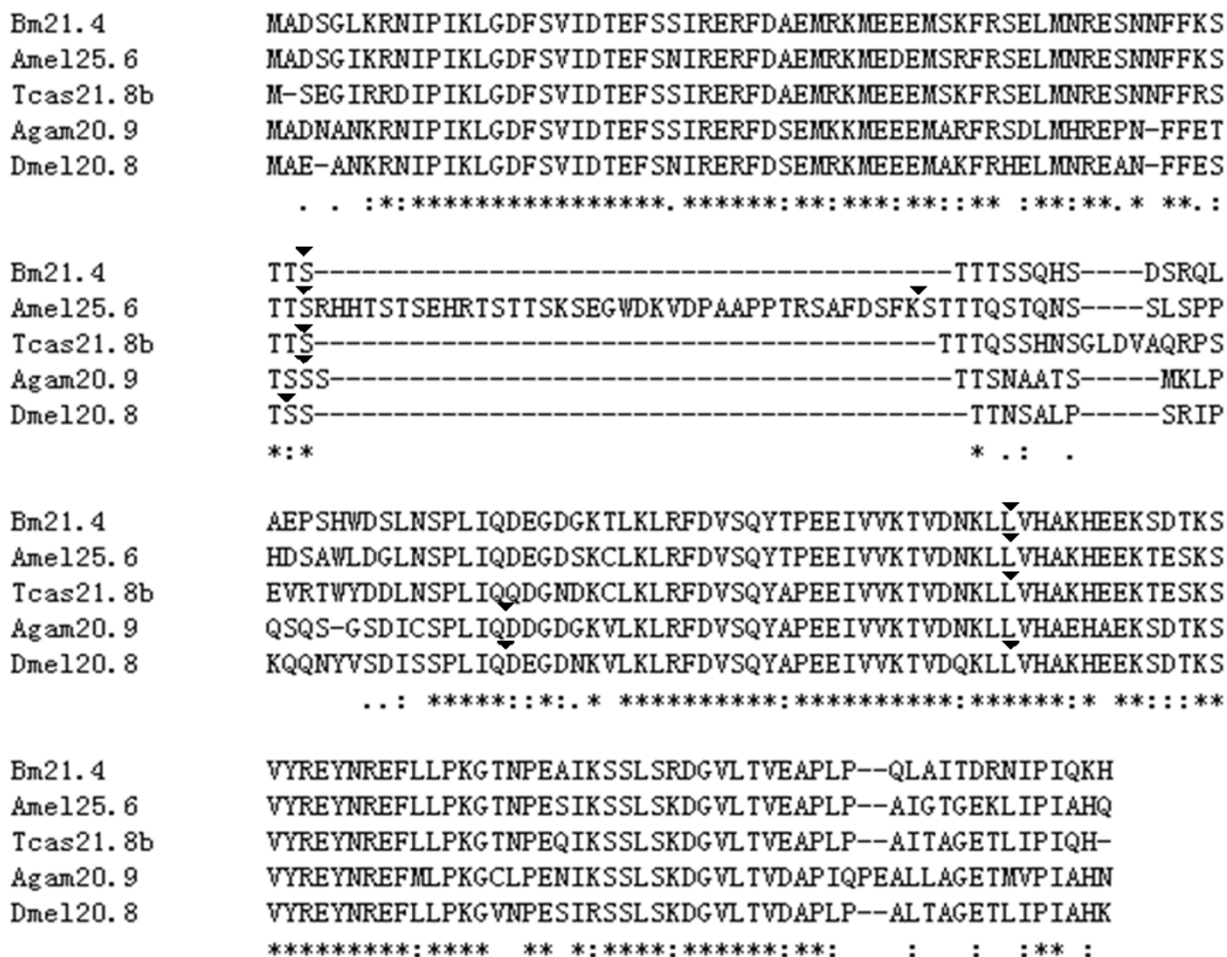 Bm21.4 MADSGLKRNIPIKLGDFSVIDTEFSSIRERFDAEMRKMEEEMSKFRSELMNRESNNFFKS
Amel25.6 MADSGIKRNIPIKLGDFSVIDTEFSNIRERFDAEMRKMEDEMSRFRSELMNRESNNFFKS
Tcas21.8b M-SEGIRRDIPIKLGDFSVIDTEFSSIRERFDAEMRKMEEEMSKFRSELMNRESNNFFRS
Agam20.9 MADNANKRNIPIKLGDFSVIDTEFSSIRERFDSEMKKMEEEMARFRSDLMHREPN-FFET
Dmel20.8 MAE-ANKRNIPIKLGDFSVIDTEFSNIRERFDSEMRKMEEEMAKFRHELMNREAN-FFES
. . :*:****************.******:**:***:**::** :**:**.* **.:
Bm21.4 TTS----------------------------------------TTTSSQHS----DSRQL
Amel25.6 TTSRHHTSTSEHRTSTTSKSEGWDKVDPAAPPTRSAFDSFKSTTTQSTQNS----SLSPP
Tcas21.8b TTS---------------------------------------TTTQSSHNSGLDVAQRPS
Agam20.9 TSSS---------------------------------------TTSNAATS-----MKLP
Dmel20.8 TSS-----------------------------------------TTNSALP-----SRIP
*:* * .: .
Bm21.4 AEPSHWDSLNSPLIQDEGDGKTLKLRFDVSQYTPEEIVVKTVDNKLLVHAKHEEKSDTKS
Amel25.6 HDSAWLDGLNSPLIQDEGDSKCLKLRFDVSQYTPEEIVVKTVDNKLLVHAKHEEKTESKS
Tcas21.8b EVRTWYDDLNSPLIQQDGNDKCLKLRFDVSQYAPEEIVVKTVDNKLLVHAKHEEKTESKS
Agam20.9 QSQS-GSDICSPLIQDDGDGKVLKLRFDVSQYAPEEIVVKTVDNKLLVHAEHAEKSDTKS
Dmel20.8 KQQNYVSDISSPLIQDEGDNKVLKLRFDVSQYAPEEIVVKTVDQKLLVHAKHEEKSDTKS
..: *****::*:.* **********:**********:******:* **:::**
Bm21.4 VYREYNREFLLPKGTNPEAIKSSLSRDGVLTVEAPLP--QLAITDRNIPIQKH
Amel25.6 VYREYNREFLLPKGTNPESIKSSLSKDGVLTVEAPLP--AIGTGEKLIPIAHQ
Tcas21.8b VYREYNREFLLPKGTNPEQIKSSLSKDGVLTVEAPLP--AITAGETLIPIQH-
Agam20.9 VYREYNREFMLPKGCLPENIKSSLSKDGVLTVDAPIQPEALLAGETMVPIAHN
Dmel20.8 VYREYNREFLLPKGVNPESIRSSLSKDGVLTVDAPLP--ALTAGETLIPIAHK
*********:**** ** *:****:******:**: : : :** :